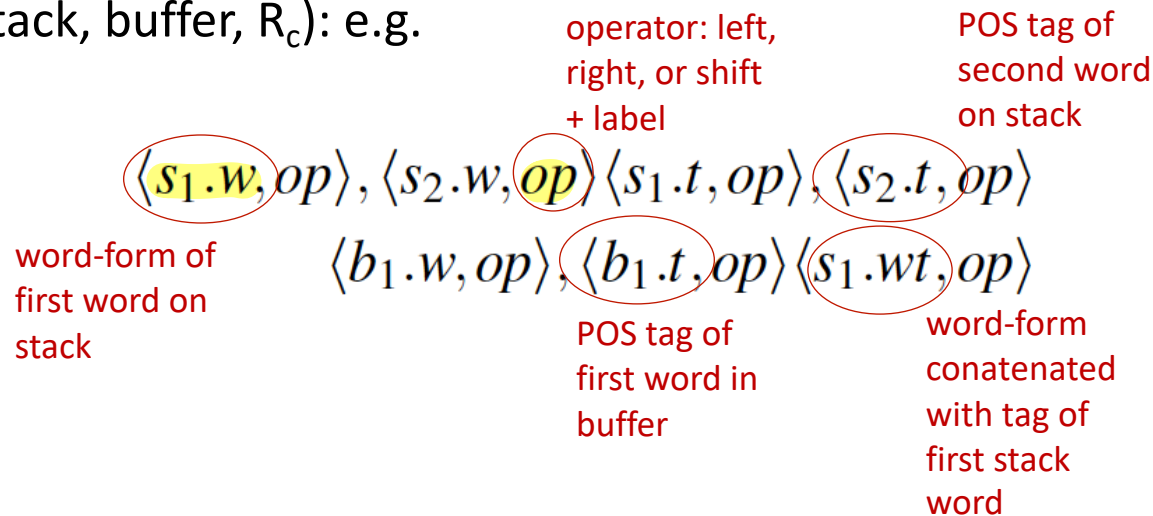 tack, buffer, R_c): e.g.
operator: left,
right, or shift
+ label
POS tag of
second word
on stack
⟨s₁.w, op⟩, ⟨s₂.w, op⟩⟨s₁.t, op⟩, ⟨s₂.t, op⟩
⟨b₁.w, op⟩, ⟨b₁.t, op⟩⟨s₁.wt, op⟩
word-form of
first word on
stack
POS tag of
first word in
buffer
word-form
conatenated
with tag of
first stack
word